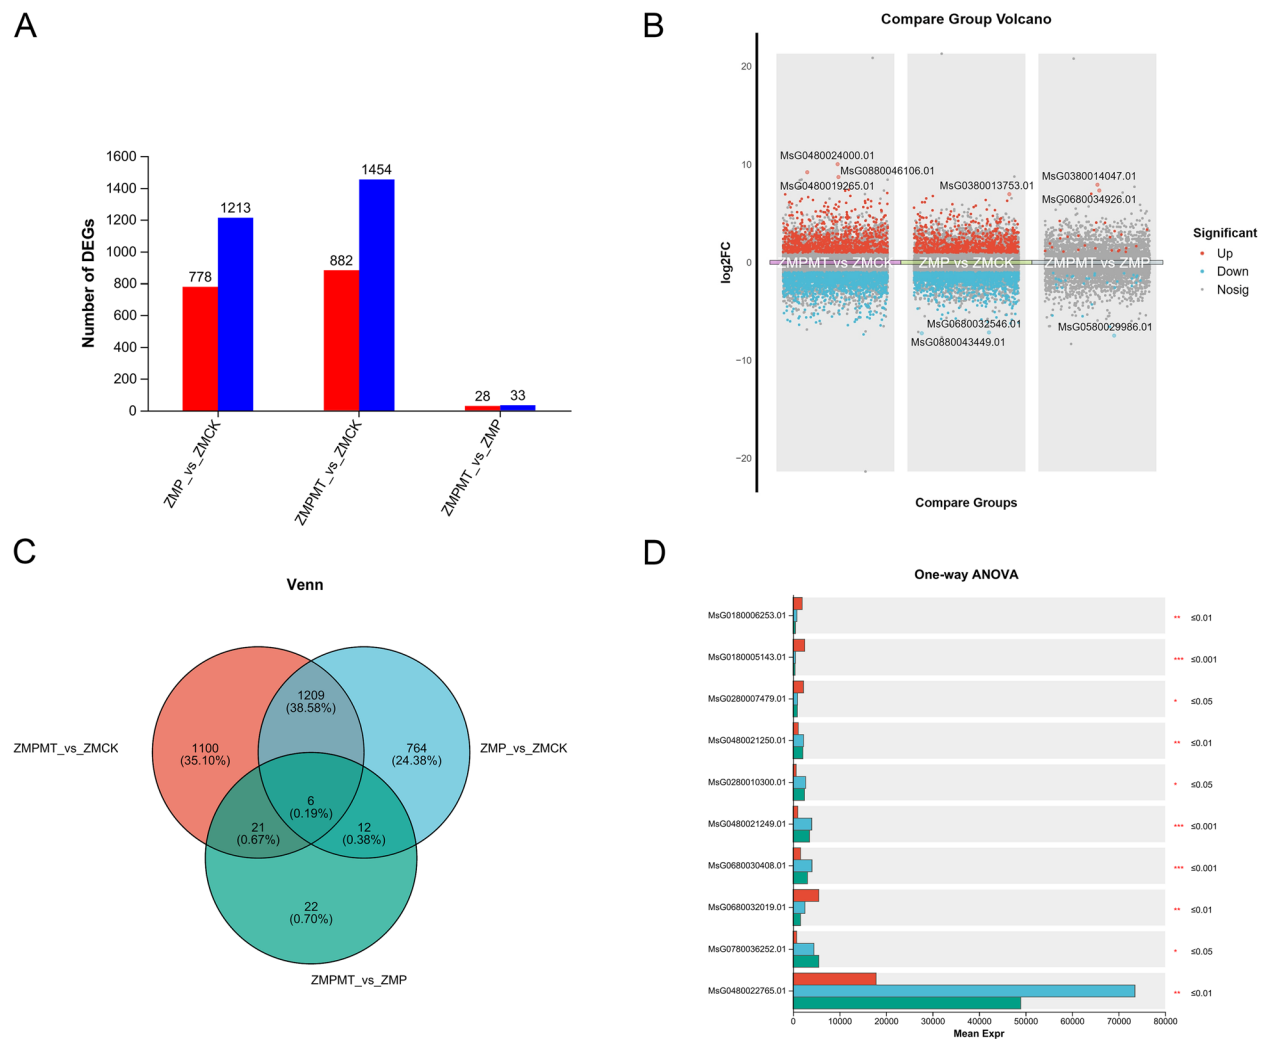 A
Number of DEGs
1600
1400
1200
1000
800
600
400
200
0
778
1213
882
1454
28
33
ZMP_vs_ZMCK
ZMPMT_vs_ZMCK
ZMPMT_vs_ZMP
B
Compare Group Volcano
log2FC
20
10
0
−10
−20
MsG0480024000.01
MsG0880046106.01
MsG0480019265.01
MsG0380013753.01
MsG0380014047.01
MsG0680034926.01
ZMPMT vs ZMCK
ZMP vs ZMCK
ZMPMT vs ZMP
MsG0680032546.01
MsG0880043449.01
MsG0580029986.01
Compare Groups
Significant
Up
Down
Nosig
C
Venn
ZMPMT_vs_ZMCK
ZMP_vs_ZMCK
ZMPMT_vs_ZMP
1209
(38.58%)
1100
(35.10%)
764
(24.38%)
6
(0.19%)
21
(0.67%)
12
(0.38%)
22
(0.70%)
D
One-way ANOVA
MsG0180006253.01 ** ≤0.01
MsG0180005143.01 *** ≤0.001
MsG0280007479.01 * ≤0.05
MsG0480021250.01 ** ≤0.01
MsG0280010300.01 * ≤0.05
MsG0480021249.01 *** ≤0.001
MsG0680030408.01 *** ≤0.001
MsG0680032019.01 ** ≤0.01
MsG0780036252.01 * ≤0.05
MsG0480022765.01 ** ≤0.01
0 10000 20000 30000 40000 50000 60000 70000 80000
Mean Expr